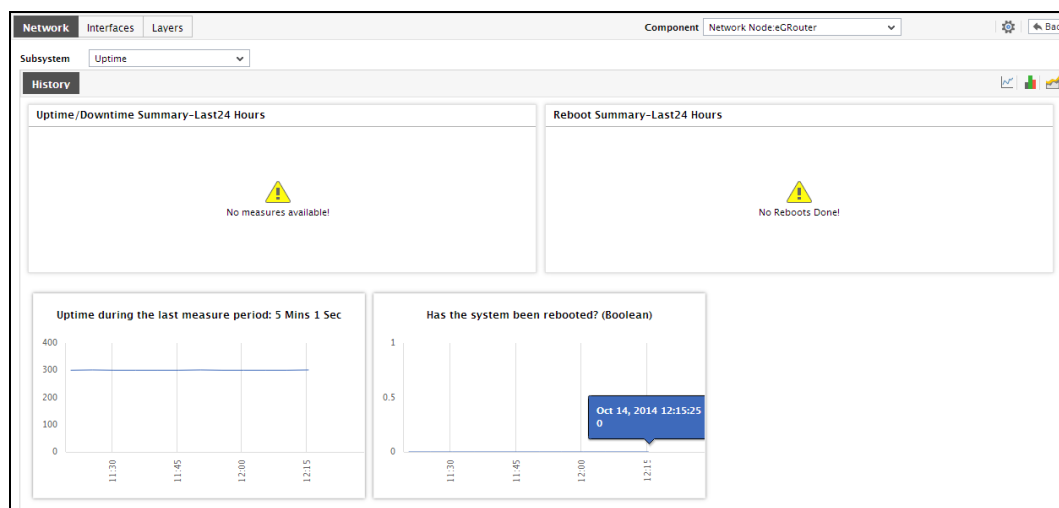 Network Interfaces Layers Component Network Node:eGRouter Bac
Subsystem Uptime
History
Uptime/Downtime Summary-Last24 Hours
Reboot Summary-Last24 Hours
No measures available!
No Reboots Done!
Uptime during the last measure period: 5 Mins 1 Sec
400
300
200
100
0
11:30
11:45
12:00
12:15
Has the system been rebooted? (Boolean)
1
0.5
0
Oct 14, 2014 12:15:25
0
11:30
11:45
12:00
12:15